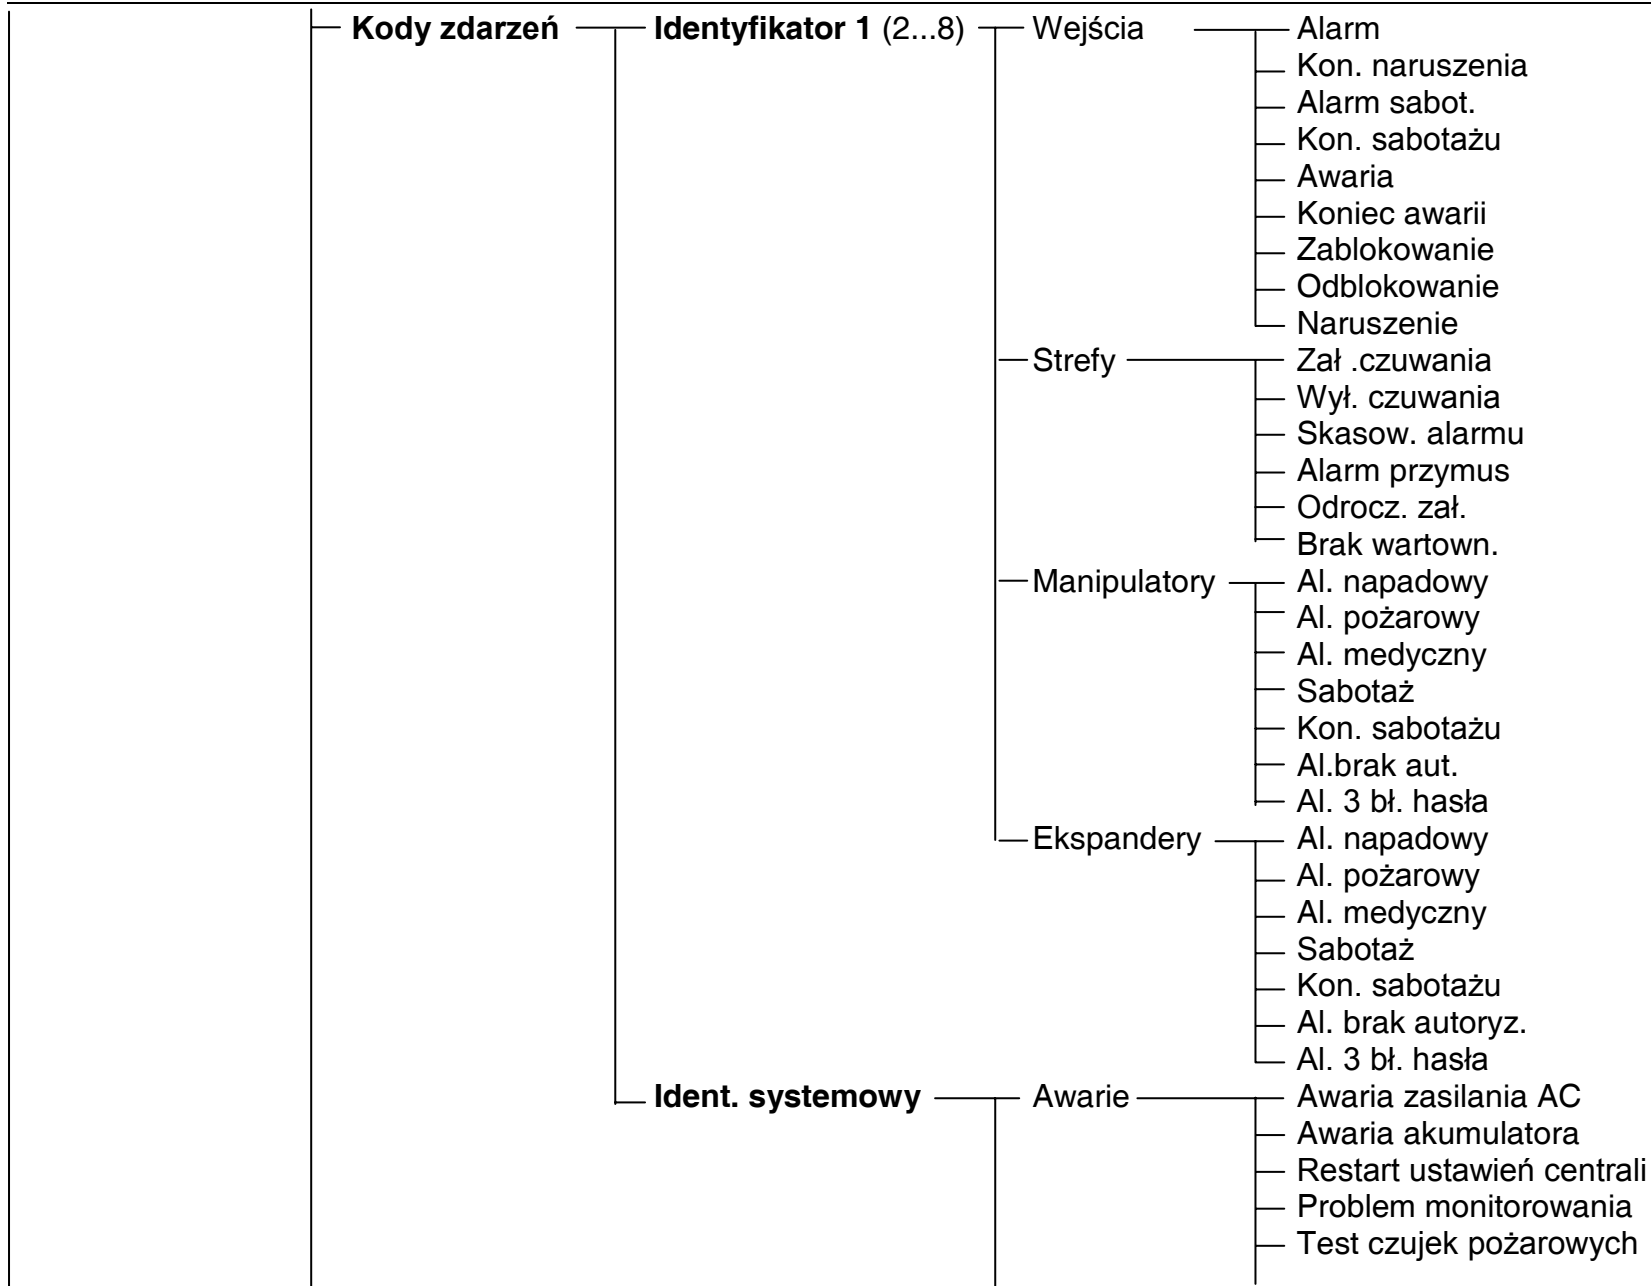 Kody zdarzeń Identyfikator 1 (2...8) Wejścia Alarm
Kon. naruszenia
Alarm sabot.
Kon. sabotażu
Awaria
Koniec awarii
Zablokowanie
Odblokowanie
Naruszenie
Strefy Zał .czuwania
Wył. czuwania
Skasow. alarmu
Alarm przymus
Odrocz. zał.
Brak wartown.
Manipulatory Al. napadowy
Al. pożarowy
Al. medyczny
Sabotaż
Kon. sabotażu
Al.brak aut.
Al. 3 bł. hasła
Ekspandery Al. napadowy
Al. pożarowy
Al. medyczny
Sabotaż
Kon. sabotażu
Al. brak autoryz.
Al. 3 bł. hasła
Ident. systemowy Awarie Awaria zasilania AC
Awaria akumulatora
Restart ustawień centrali
Problem monitorowania
Test czujek pożarowych